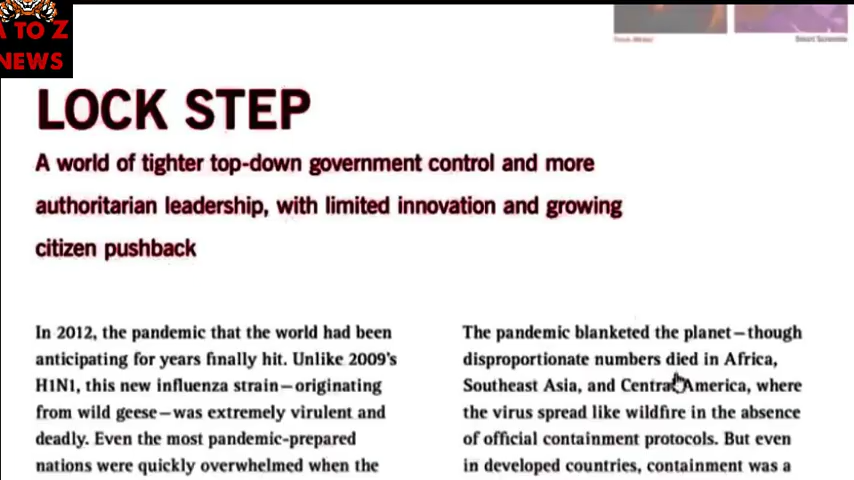 A TO Z
NEWS
LOCK STEP
A world of tighter top-down government control and more
authoritarian leadership, with limited innovation and growing
citizen pushback
In 2012, the pandemic that the world had been
anticipating for years finally hit. Unlike 2009's
H1N1, this new influenza strain—originating
from wild geese—was extremely virulent and
deadly. Even the most pandemic-prepared
nations were quickly overwhelmed when the
The pandemic blanketed the planet—though
disproportionate numbers died in Africa,
Southeast Asia, and Central America, where
the virus spread like wildfire in the absence
of official containment protocols. But even
in developed countries, containment was a